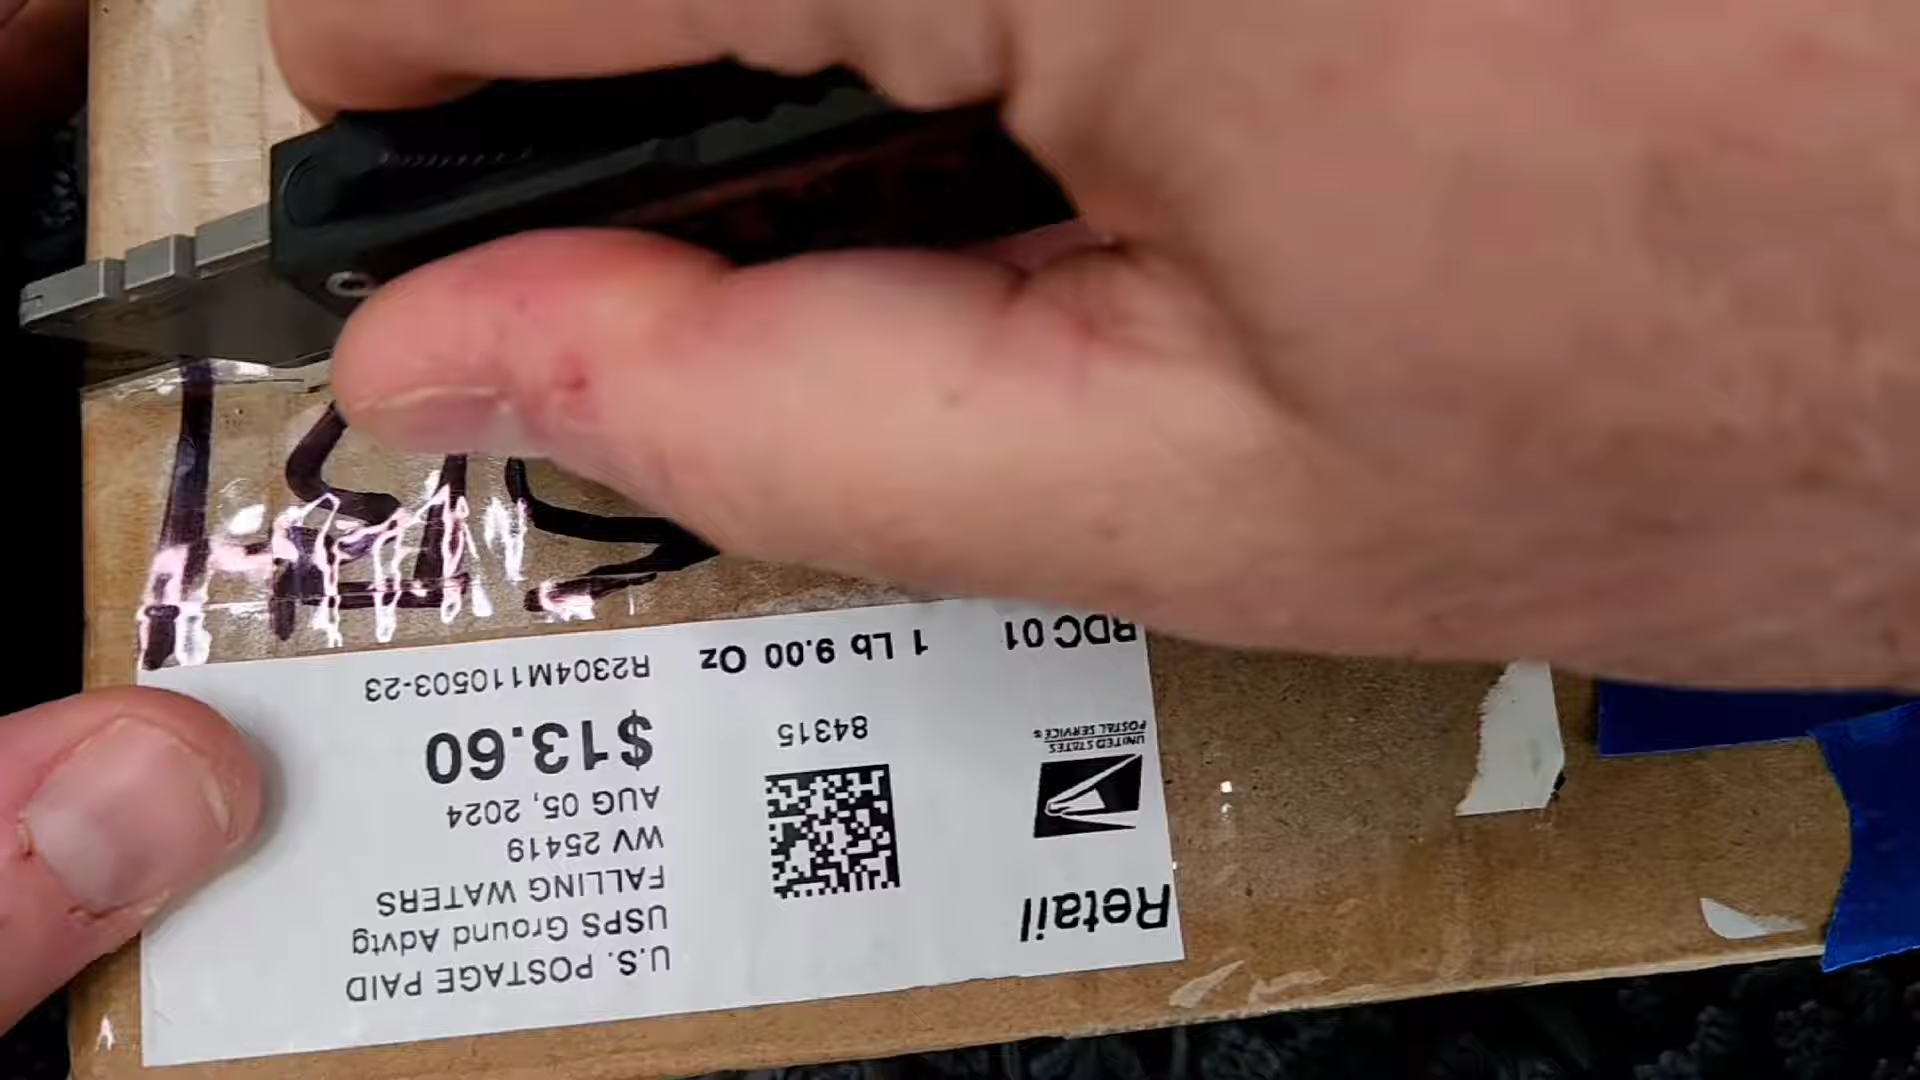 U.S. POSTAGE PAID
USPS Ground Advtg
FALLING WATERS
WV 25419
AUG 05, 2024
$13.60
R2304M110503-23
Retail
UNITED STATES
POSTAL SERVICE®
84315
1 Lb 9.00 Oz
RDC 01